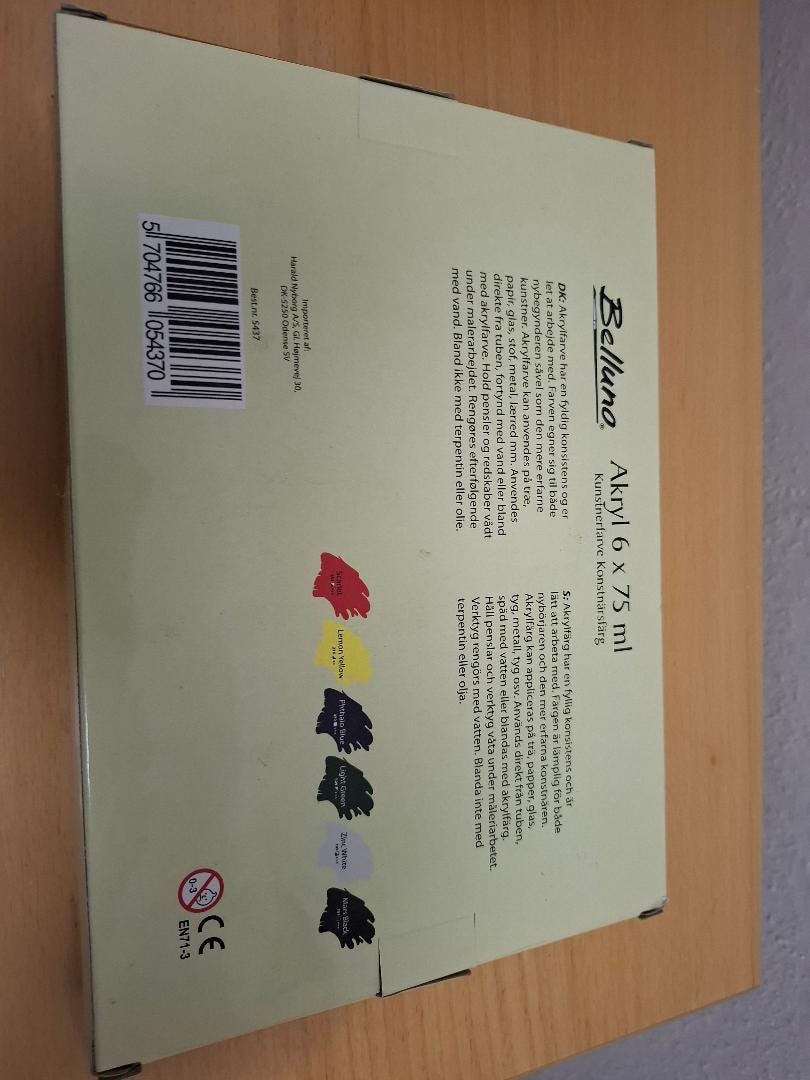 Belluno® Akryl 6 x 75 ml
Kunstnerfarve Konstnärsfärg
DK: Akrylfarve har en fyldig konsistens og er
let at arbejde med. Farven egner sig til både
nybegynderen såvel som den mere erfarne
kunstner. Akrylfarve kan anvendes på træ,
papir, glas, stof, metal, lærred mm. Anvendes
direkte fra tuben, fortynd med vand eller bland
med akrylfarve. Hold pensler og redskaber vådt
under malerarbejdet. Rengøres efterfølgende
med vand. Bland ikke med terpentin eller olie.
S: Akrylfärg har en fyllig konsistens och är
lätt att arbeta med. Färgen är lämplig för både
nybörjaren och den mer erfarna konstnären.
Akrylfärg kan appliceras på trä, papper, glas,
tyg, metall, tyg osv. Används direkt från tuben,
späd med vatten eller blandas med akrylfärg.
Håll penslar och verktyg våta under måleriarbetet.
Verktyg rengörs med vatten. Blanda inte med
terpentin eller olja.
Scarlet
Lemon Yellow
Phthalo Blue
Light Green
Zinc White
Mars Black
Importeret af:
Harald Nyborg A/S, Gl. Højmevej 30,
DK-5250 Odense SV
Best.nr. 5437
5 704766 054370
0-3
CE
EN71-3